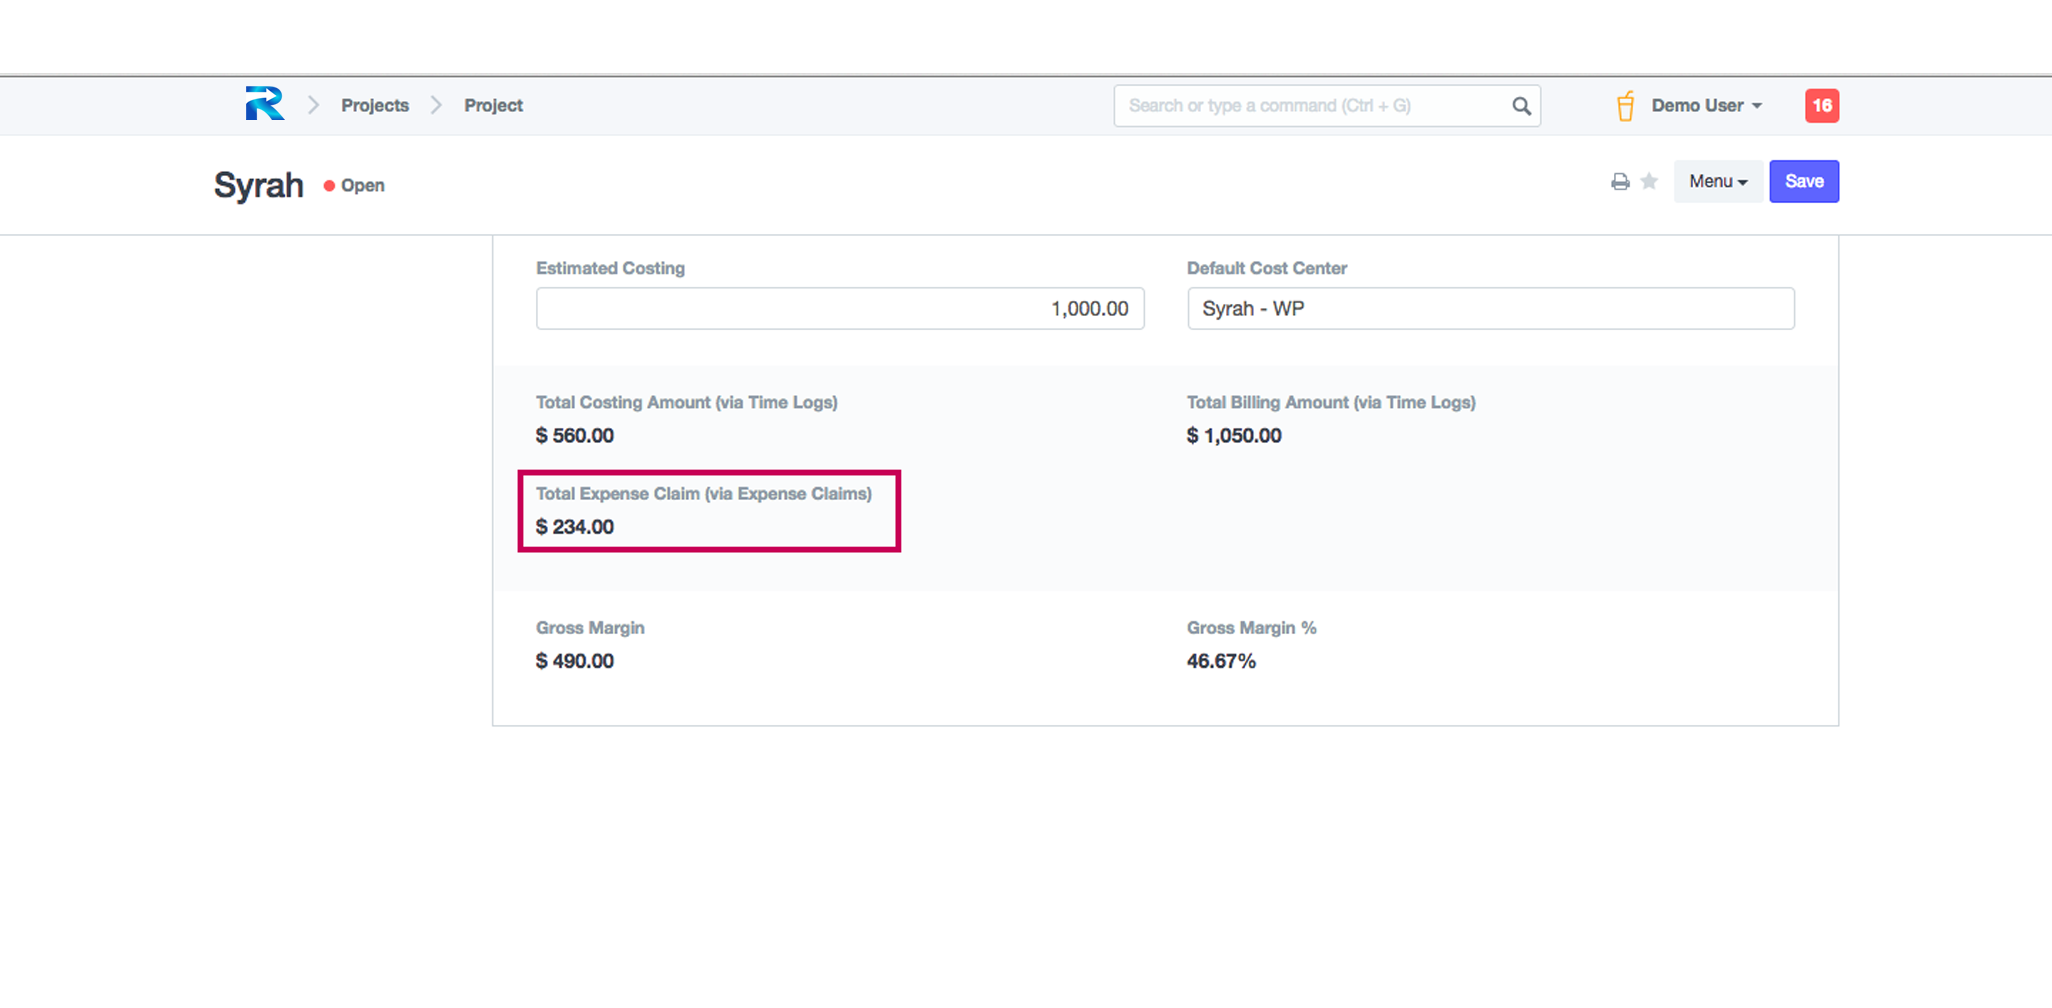 Projects
Project
Search or type a command (Ctrl + G)
Demo User
16
Syrah
Open
Menu
Save
Estimated Costing
Default Cost Center
1,000.00
Syrah - WP
Total Costing Amount (via Time Logs)
Total Billing Amount (via Time Logs)
$ 560.00
$ 1,050.00
Total Expense Claim (via Expense Claims)
$ 234.00
Gross Margin
Gross Margin %
$ 490.00
46.67%